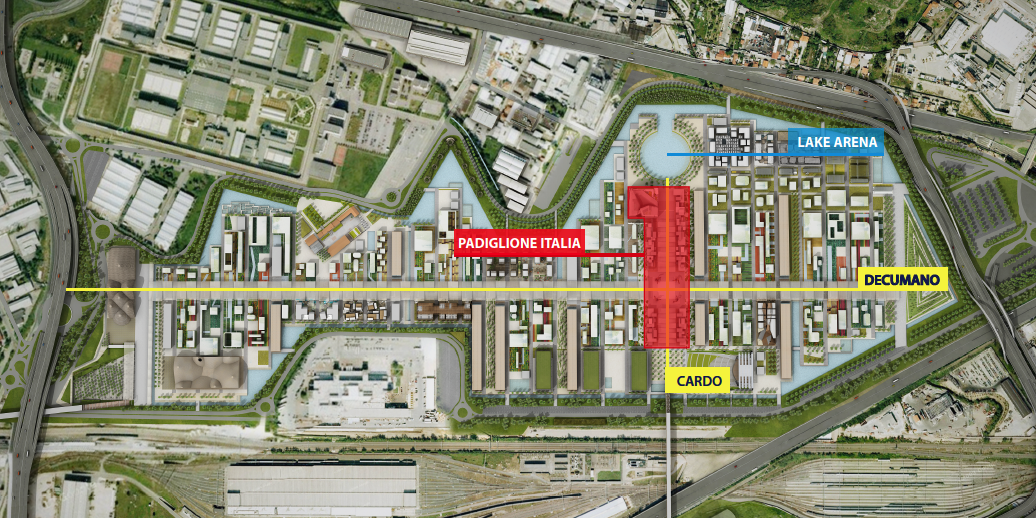 LAKE ARENA
PADIGLIONE ITALIA
DECUMANO
CARDO